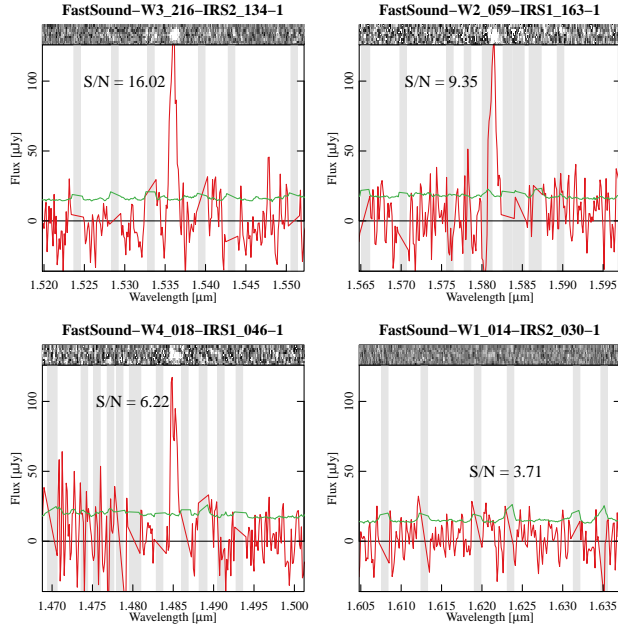 FastSound-W3_216-IRS2_134-1
S/N = 16.02
Flux [μJy]
0 50 100
1.520 1.525 1.530 1.535 1.540 1.545 1.550
Wavelength [μm]
FastSound-W2_059-IRS1_163-1
S/N = 9.35
Flux [μJy]
0 50 100
1.565 1.570 1.575 1.580 1.585 1.590 1.595
Wavelength [μm]
FastSound-W4_018-IRS1_046-1
S/N = 6.22
Flux [μJy]
0 50 100
1.470 1.475 1.480 1.485 1.490 1.495 1.500
Wavelength [μm]
FastSound-W1_014-IRS2_030-1
S/N = 3.71
Flux [μJy]
0 50 100
1.605 1.610 1.615 1.620 1.625 1.630 1.635
Wavelength [μm]